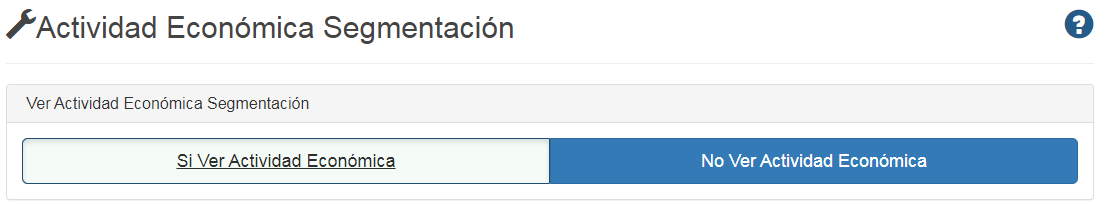 Actividad Económica Segmentación
Ver Actividad Económica Segmentación
Si Ver Actividad Económica
No Ver Actividad Económica